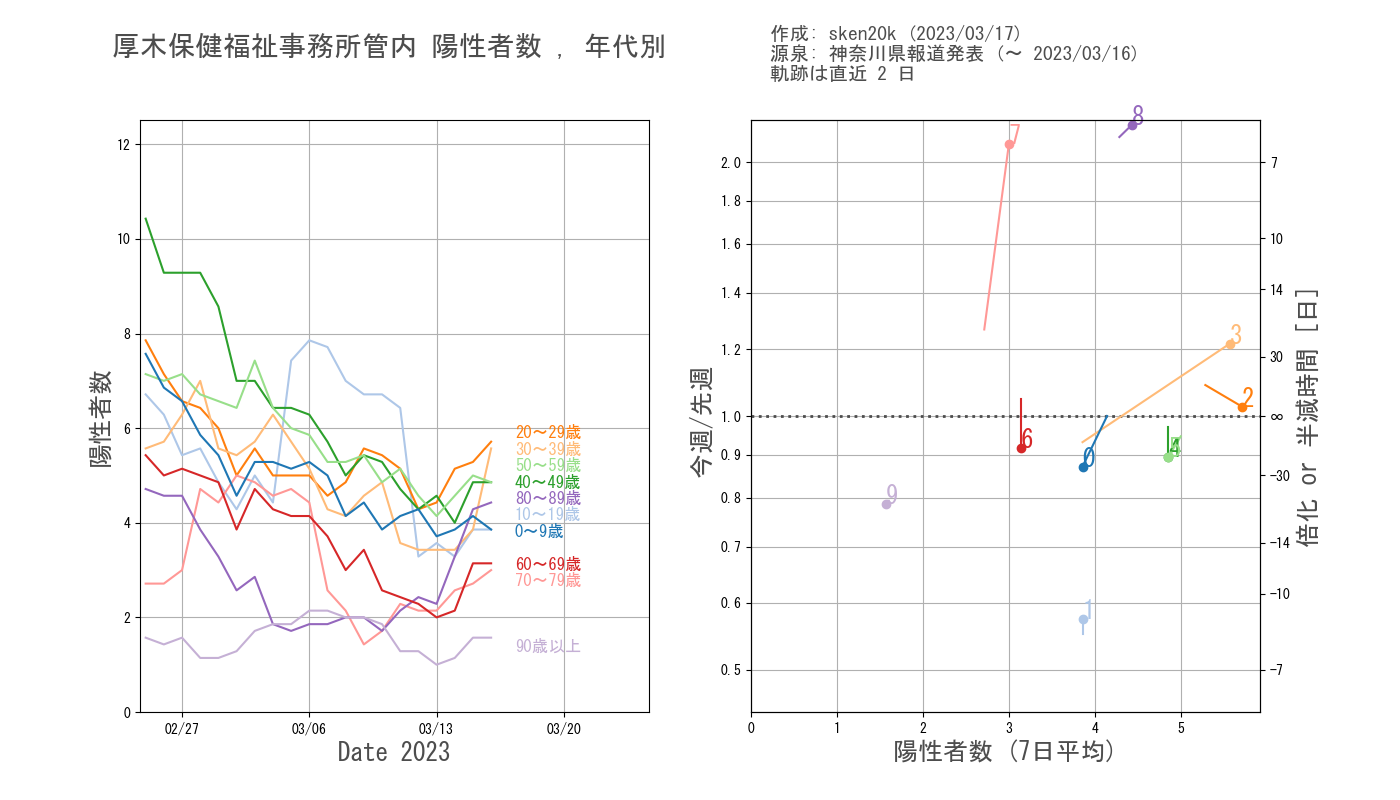 厚木保健福祉事務所管内 陽性者数 , 年代別
作成: sken20k (2023/03/17)
源泉: 神奈川県報道発表 (～ 2023/03/16)
軌跡は直近 2 日
陽性者数
12
10
8
6
4
2
0
02/27
03/06
03/13
03/20
Date 2023
20～29歳
30～39歳
50～59歳
40～49歳
80～89歳
10～19歳
0～9歳
60～69歳
70～79歳
90歳以上
今週/先週
2.0
1.8
1.6
1.4
1.2
1.0
0.9
0.8
0.7
0.6
0.5
0
1
2
3
4
5
陽性者数 (7日平均)
7
10
14
30
∞
-30
-14
-10
-7
倍化 or 半減時間 [日]
8
7
3
2
6
4
5
0
9
1